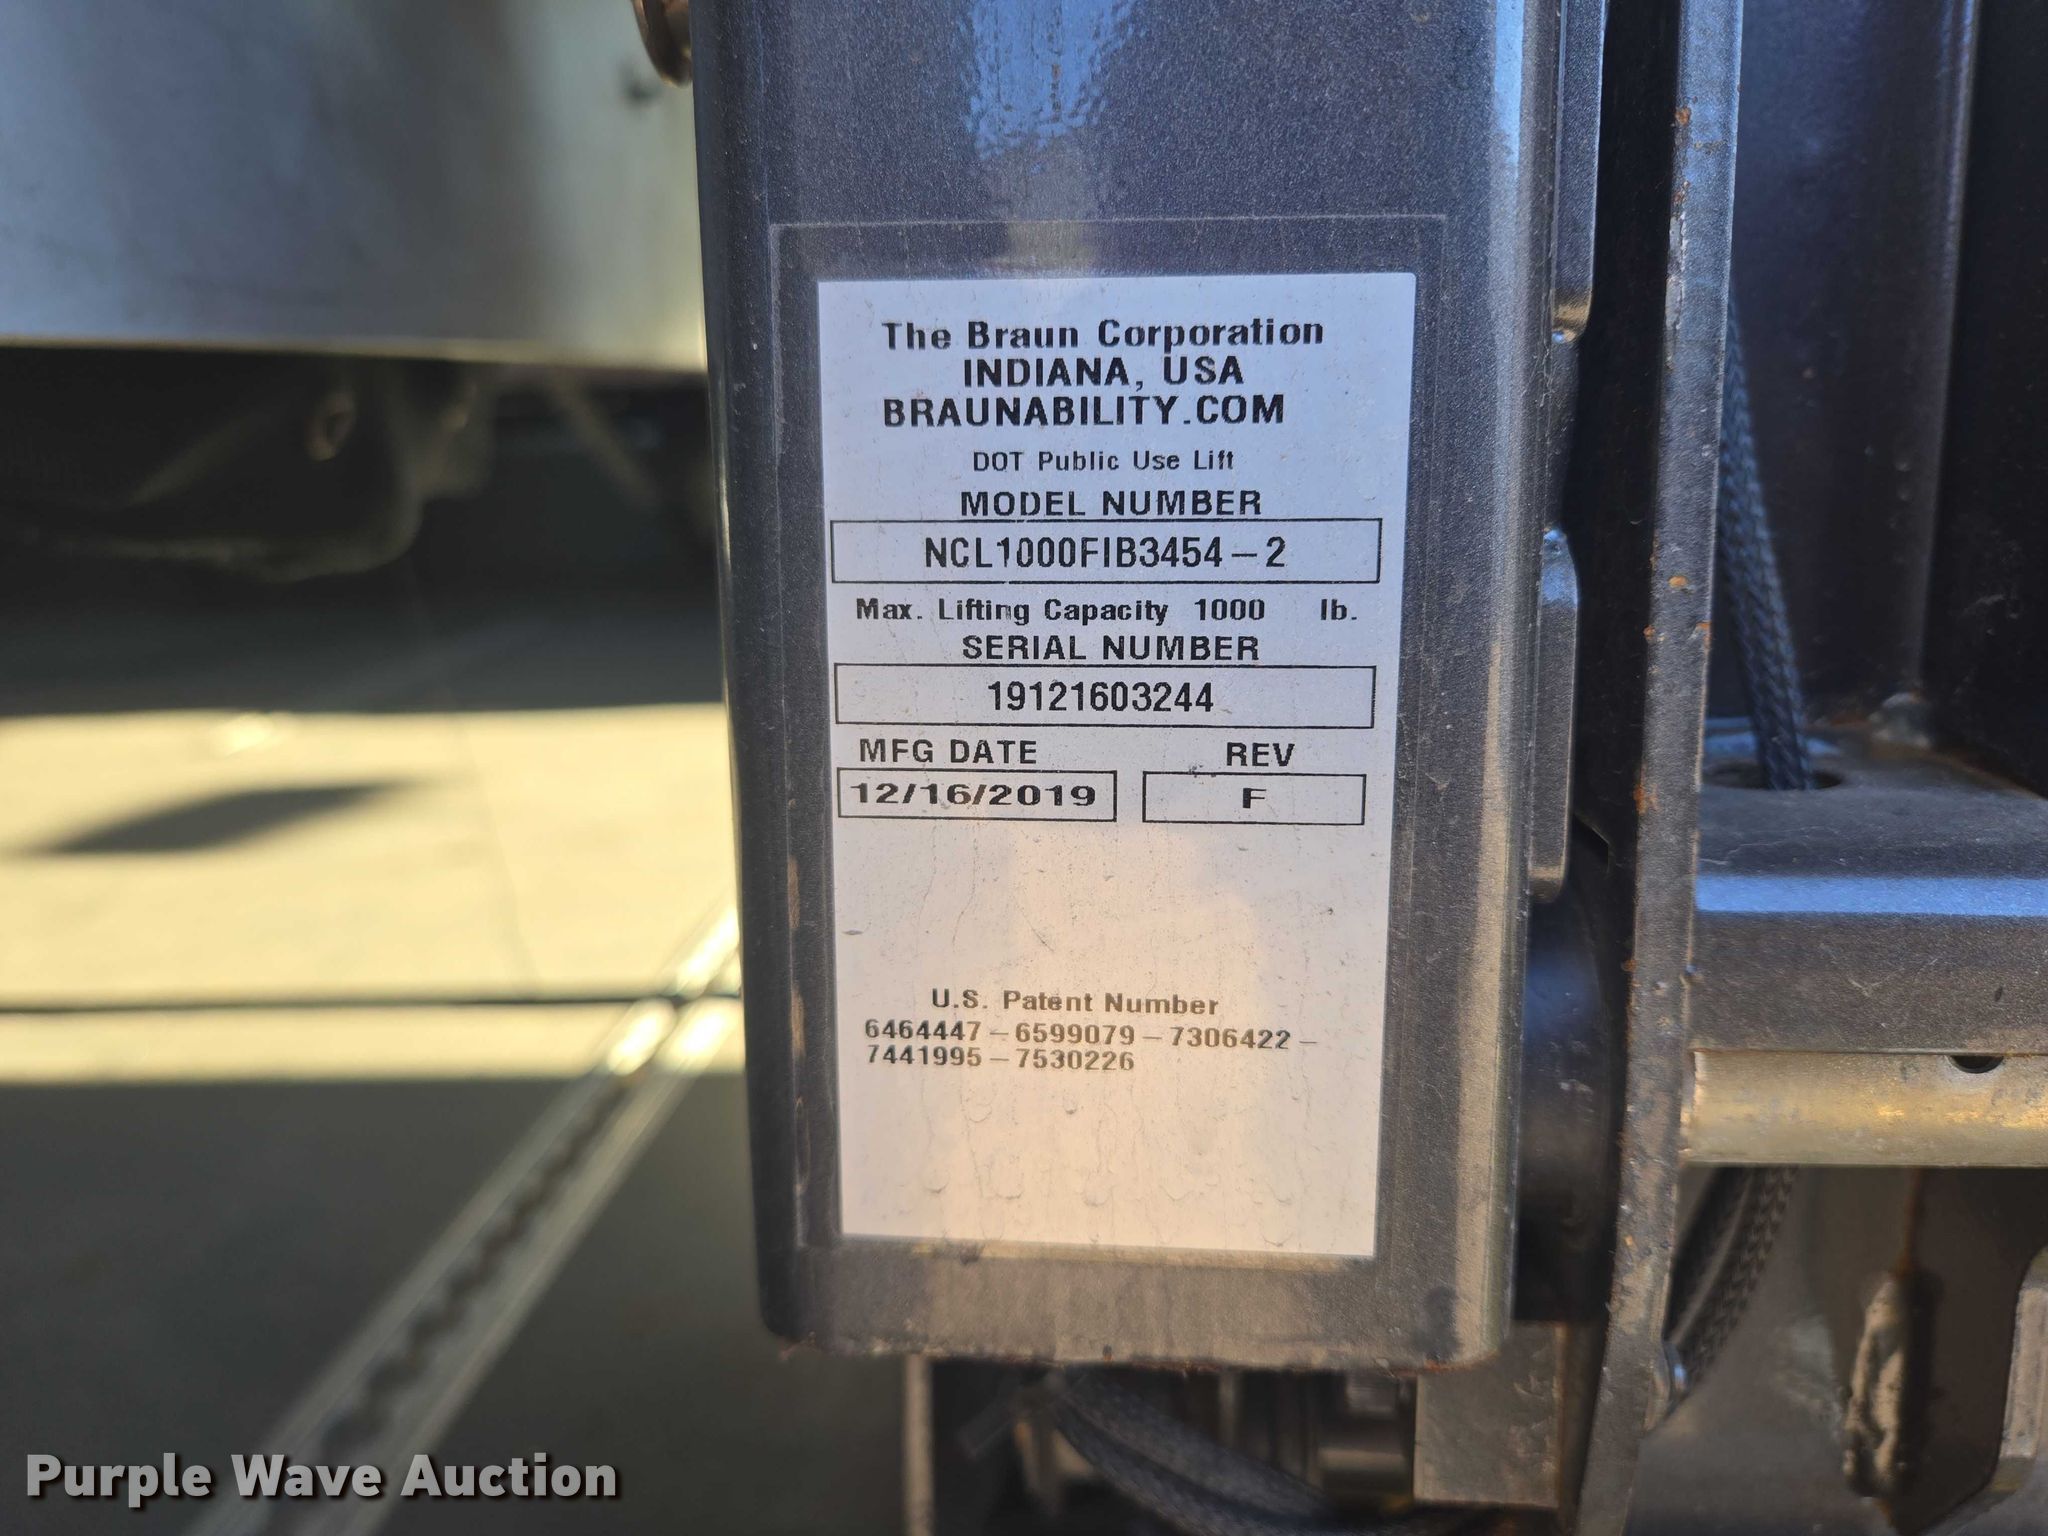 The Braun Corporation
INDIANA, USA
BRAUNABILITY.COM
DOT Public Use Lift
MODEL NUMBER
NCL1000FIB3454-2
Max. Lifting Capacity 1000 lb.
SERIAL NUMBER
19121603244
MFG DATE REV
12/16/2019 F
U.S. Patent Number
6464447-6599079-7306422-
7441995-7530226
Purple Wave Auction